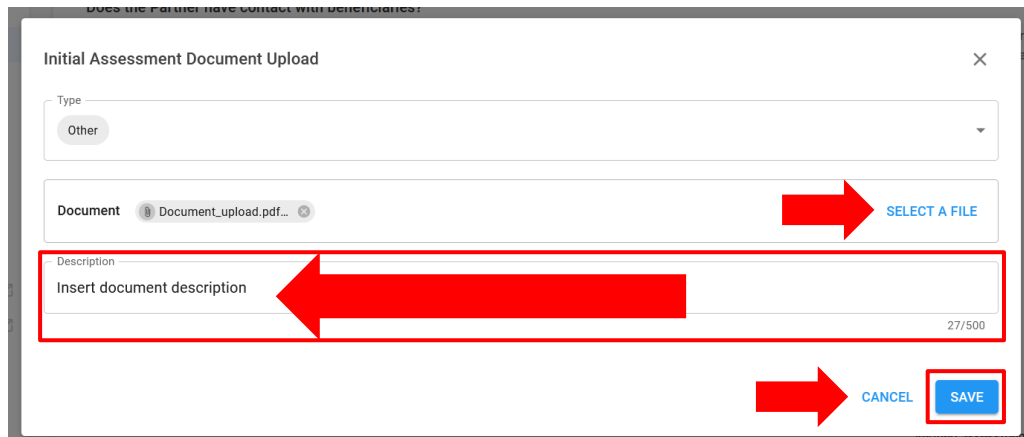 Does the Partner have contact with beneficiaries?
Initial Assessment Document Upload
Type
Other
Document Document_upload.pdf... SELECT A FILE
Description
Insert document description
27/500
CANCEL SAVE